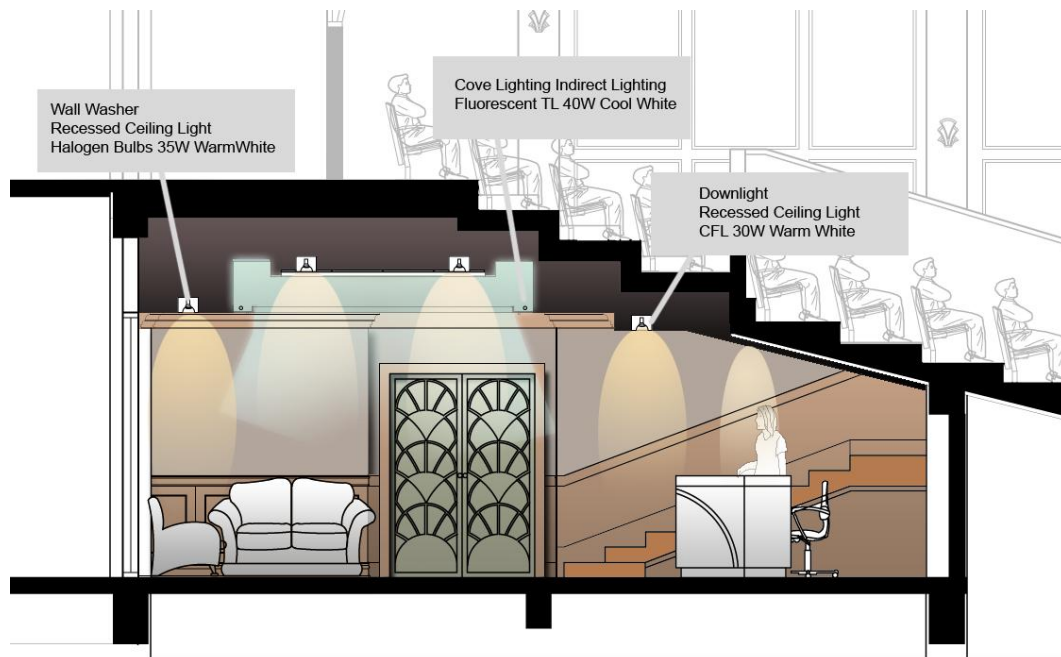 Wall Washer
Recessed Ceiling Light
Halogen Bulbs 35W WarmWhite
Cove Lighting Indirect Lighting
Fluorescent TL 40W Cool White
Downlight
Recessed Ceiling Light
CFL 30W Warm White